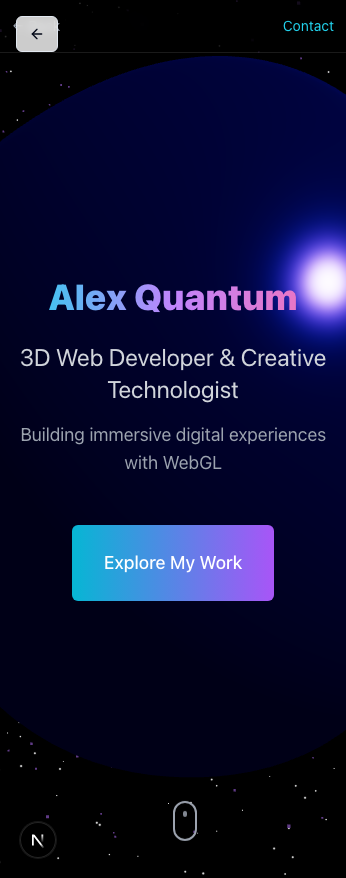 Contact
Alex Quantum
3D Web Developer & Creative
Technologist
Building immersive digital experiences
with WebGL
Explore My Work
N